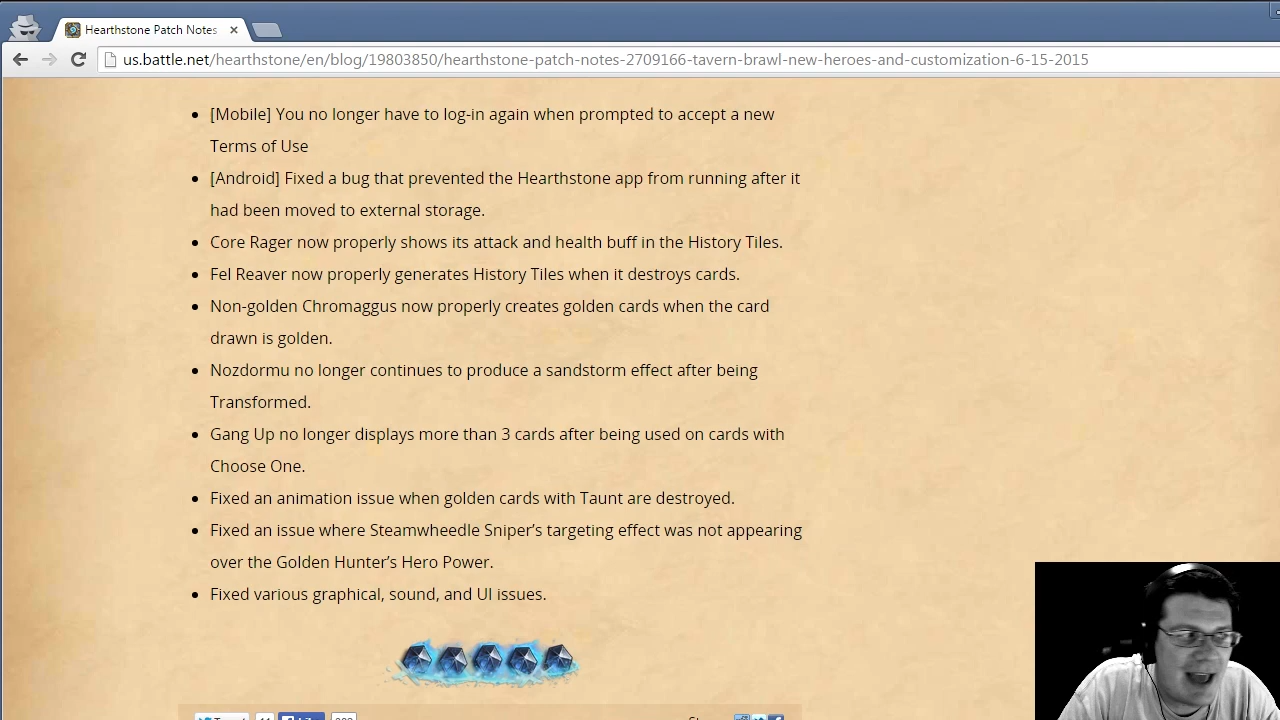 Hearthstone Patch Notes
us.battle.net/hearthstone/en/blog/19803850/hearthstone-patch-notes-2709166-tavern-brawl-new-heroes-and-customization-6-15-2015
[Mobile] You no longer have to log-in again when prompted to accept a new
Terms of Use
[Android] Fixed a bug that prevented the Hearthstone app from running after it
had been moved to external storage.
Core Rager now properly shows its attack and health buff in the History Tiles.
Fel Reaver now properly generates History Tiles when it destroys cards.
Non-golden Chromaggus now properly creates golden cards when the card
drawn is golden.
Nozdormu no longer continues to produce a sandstorm effect after being
Transformed.
Gang Up no longer displays more than 3 cards after being used on cards with
Choose One.
Fixed an animation issue when golden cards with Taunt are destroyed.
Fixed an issue where Steamwheedle Sniper’s targeting effect was not appearing
over the Golden Hunter’s Hero Power.
Fixed various graphical, sound, and UI issues.